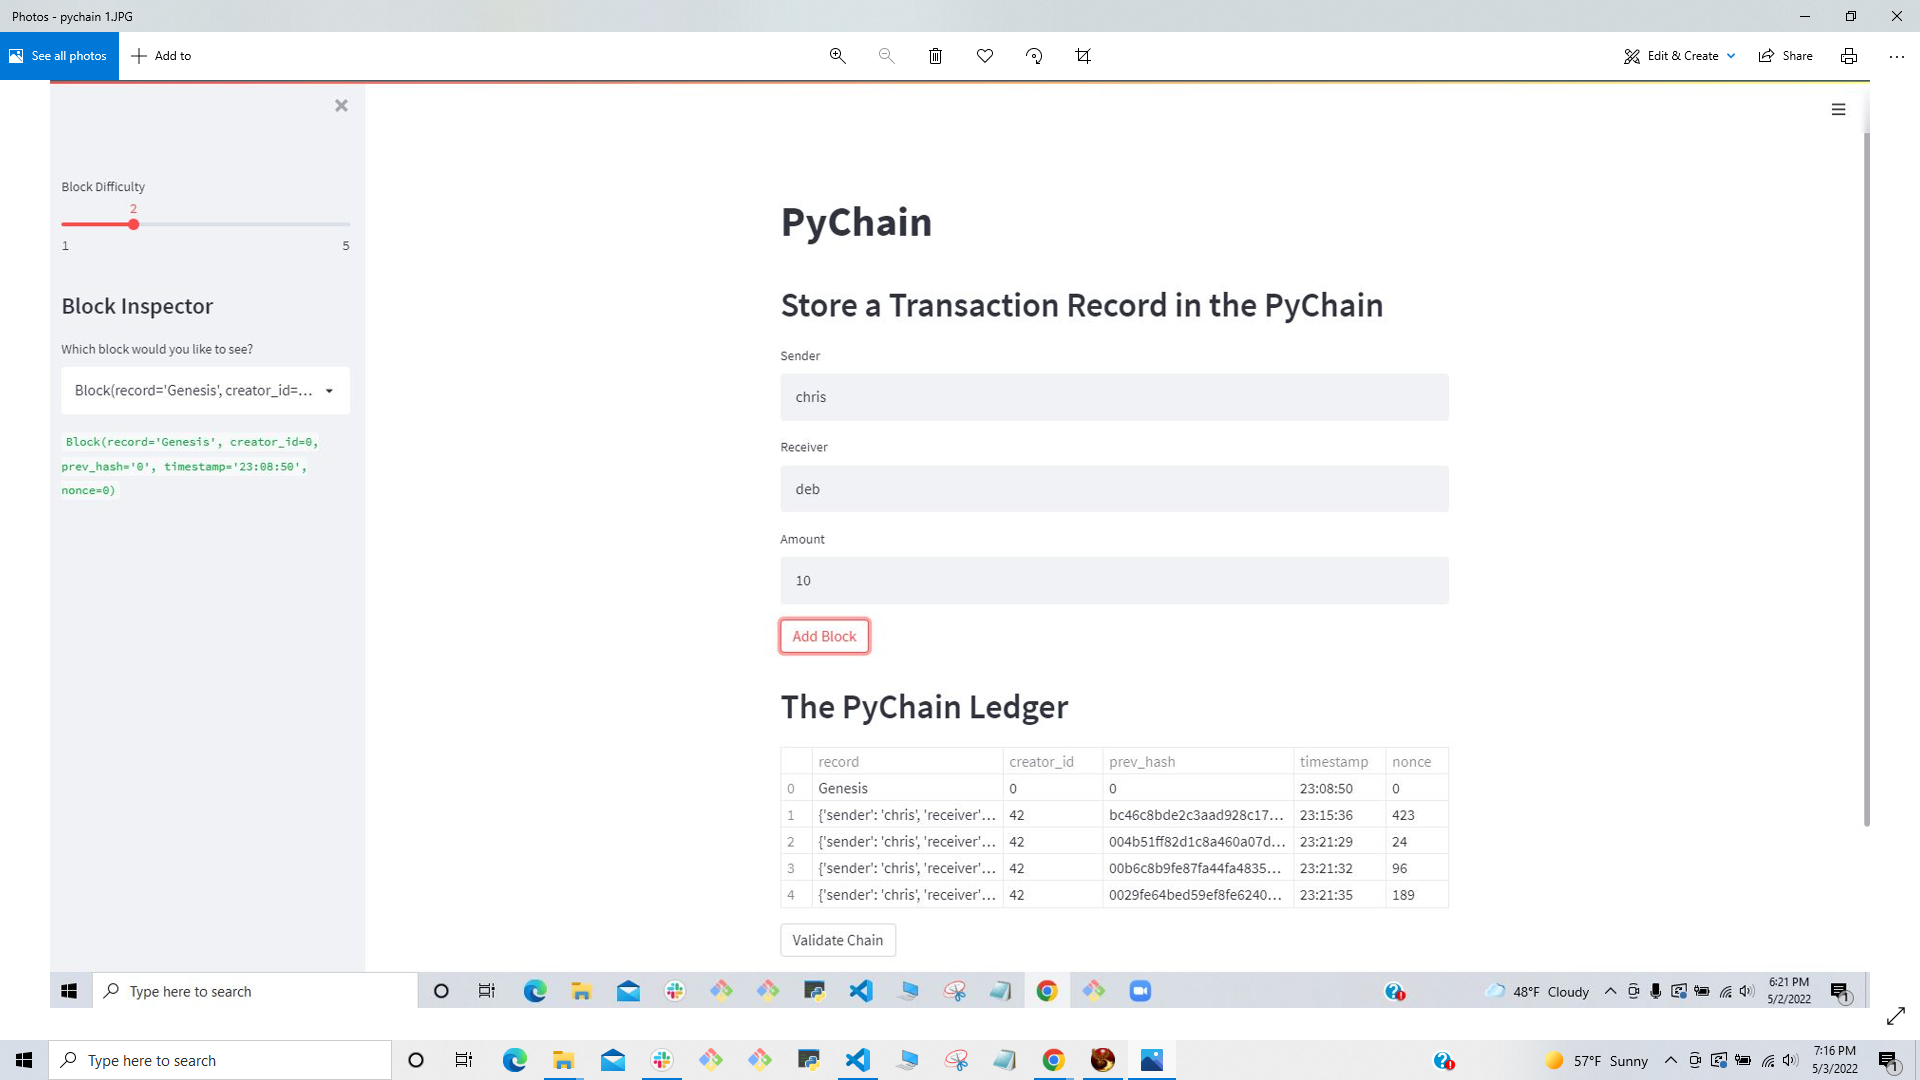 Photos - pychain 1.JPG
See all photos
Add to
Edit & Create
Share
Block Difficulty
2
1 5
Block Inspector
Which block would you like to see?
Block(record='Genesis', creator_id=...
Block(record='Genesis', creator_id=0,
prev_hash='0', timestamp='23:08:50',
nonce=0)
PyChain
Store a Transaction Record in the PyChain
Sender
chris
Receiver
deb
Amount
10
Add Block
The PyChain Ledger
record creator_id prev_hash timestamp nonce
0 Genesis 0 0 23:08:50 0
1 {'sender': 'chris', 'receiver'... 42 bc46c8bde2c3aad928c17... 23:15:36 423
2 {'sender': 'chris', 'receiver'... 42 004b51ff82d1c8a460a07d... 23:21:29 24
3 {'sender': 'chris', 'receiver'... 42 00b6c8b9fe87fa44fa4835... 23:21:32 96
4 {'sender': 'chris', 'receiver'... 42 0029fe64bed59ef8fe6240... 23:21:35 189
Validate Chain
Type here to search
48°F Cloudy
6:21 PM
5/2/2022
1
Type here to search
57°F Sunny
7:16 PM
5/3/2022
1